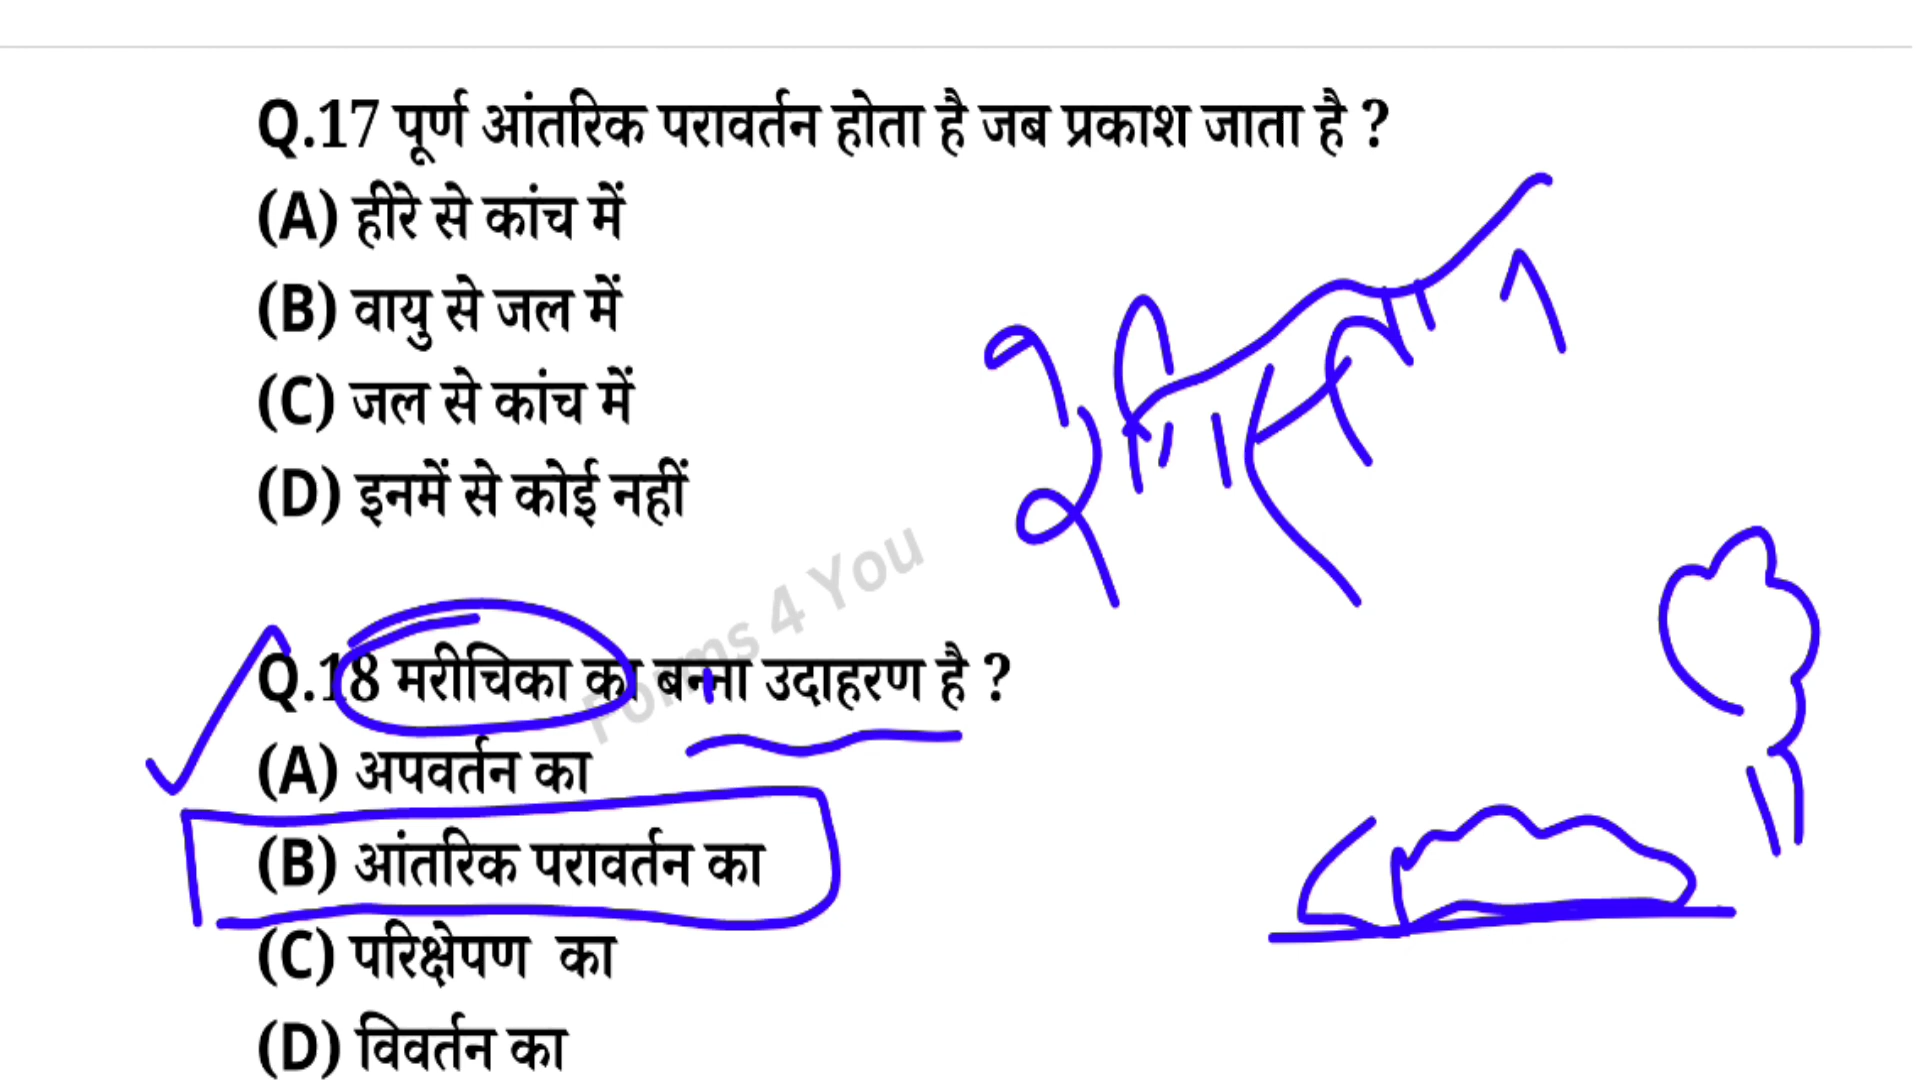 Q.17 पूर्ण आंतरिक परावर्तन होता है जब प्रकाश जाता है ?
(A) हीरे से कांच में
(B) वायु से जल में
(C) जल से कांच में
(D) इनमें से कोई नहीं
Forms 4 You
Q.18 मरीचिका का बन्ना उदाहरण है ?
(A) अपवर्तन का
(B) आंतरिक परावर्तन का
(C) परिक्षेपण का
(D) विवर्तन का